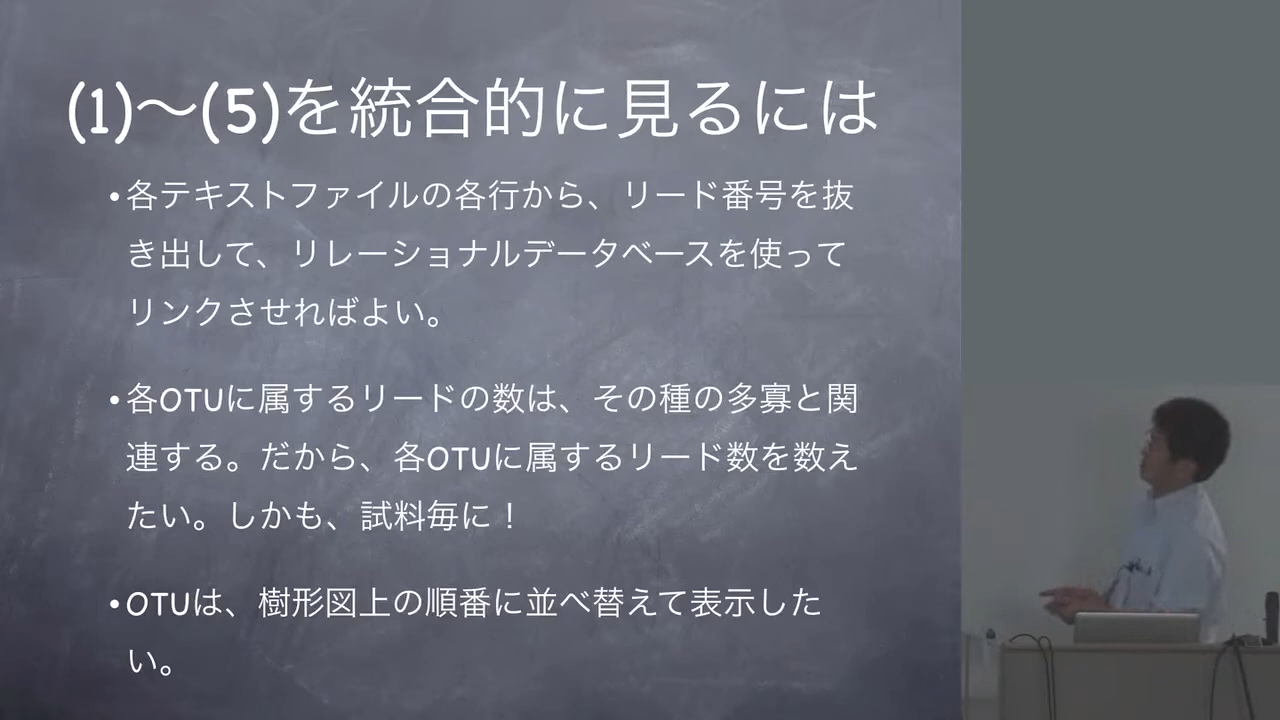 (1)〜(5)を統合的に見るには
•各テキストファイルの各行から、リード番号を抜
き出して、リレーショナルデータベースを使って
リンクさせればよい。
•各OTUに属するリードの数は、その種の多寡と関
連する。だから、各OTUに属するリード数を数え
たい。しかも、試料毎に！
•OTUは、樹形図上の順番に並べ替えて表示した
い。